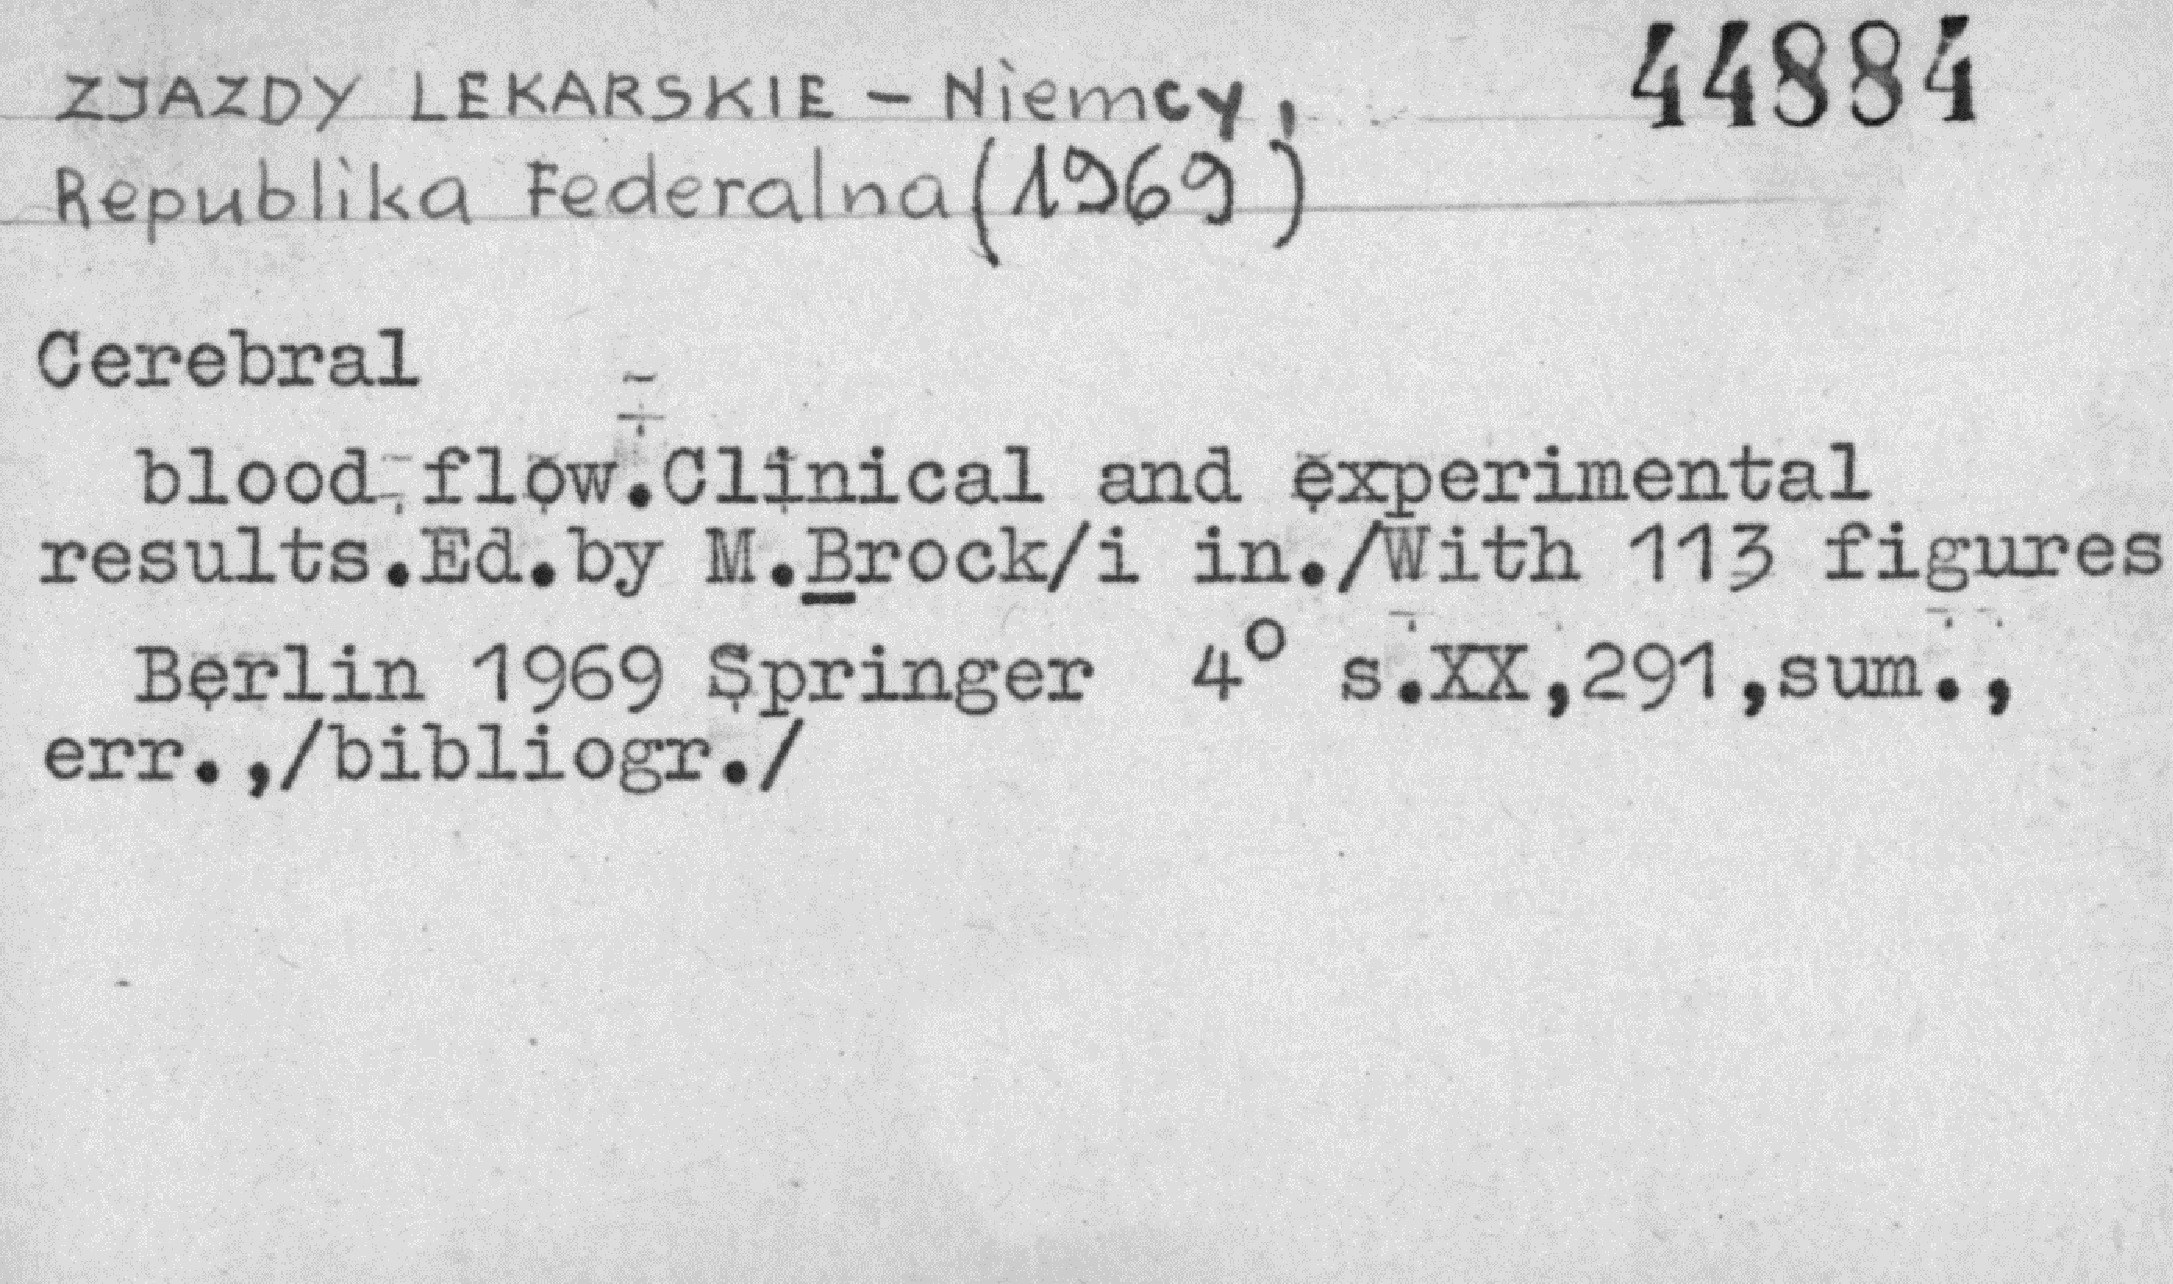 ZJAZDY LEKARSKIE – Niemcy, 44884
Republika Federalna (1969)
Cerebral
blood flow.Clinical and experimental
results.Ed.by M.Brock/i in./With 113 figures
Berlin 1969 Springer 4° s.XX,291,sum.,
err.,/bibliogr./